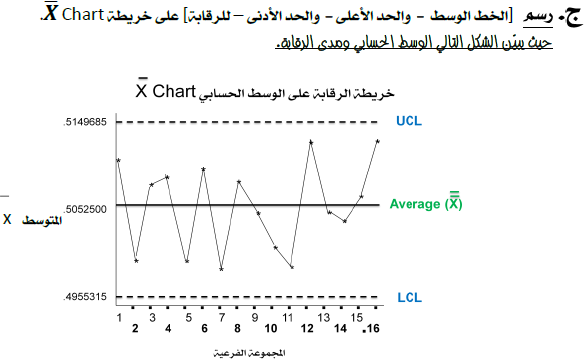 ج. رسم [الخط الوسط - والحد الأعلى - والحد الأدنى – للرقابة] على خريطة X̅ Chart.
حيث يبيّن الشكل التالي الوسط الحسابي ومدى الرقابة.
خريطة الرقابة على الوسط الحسابي X̅ Chart
.5149685
UCL
.5052500
Average (X̿)
المتوسط X̅
.4955315
LCL
1 3 5 7 9 11 13 15
2 4 6 8 10 12 14 .16
المجموعة الفرعية